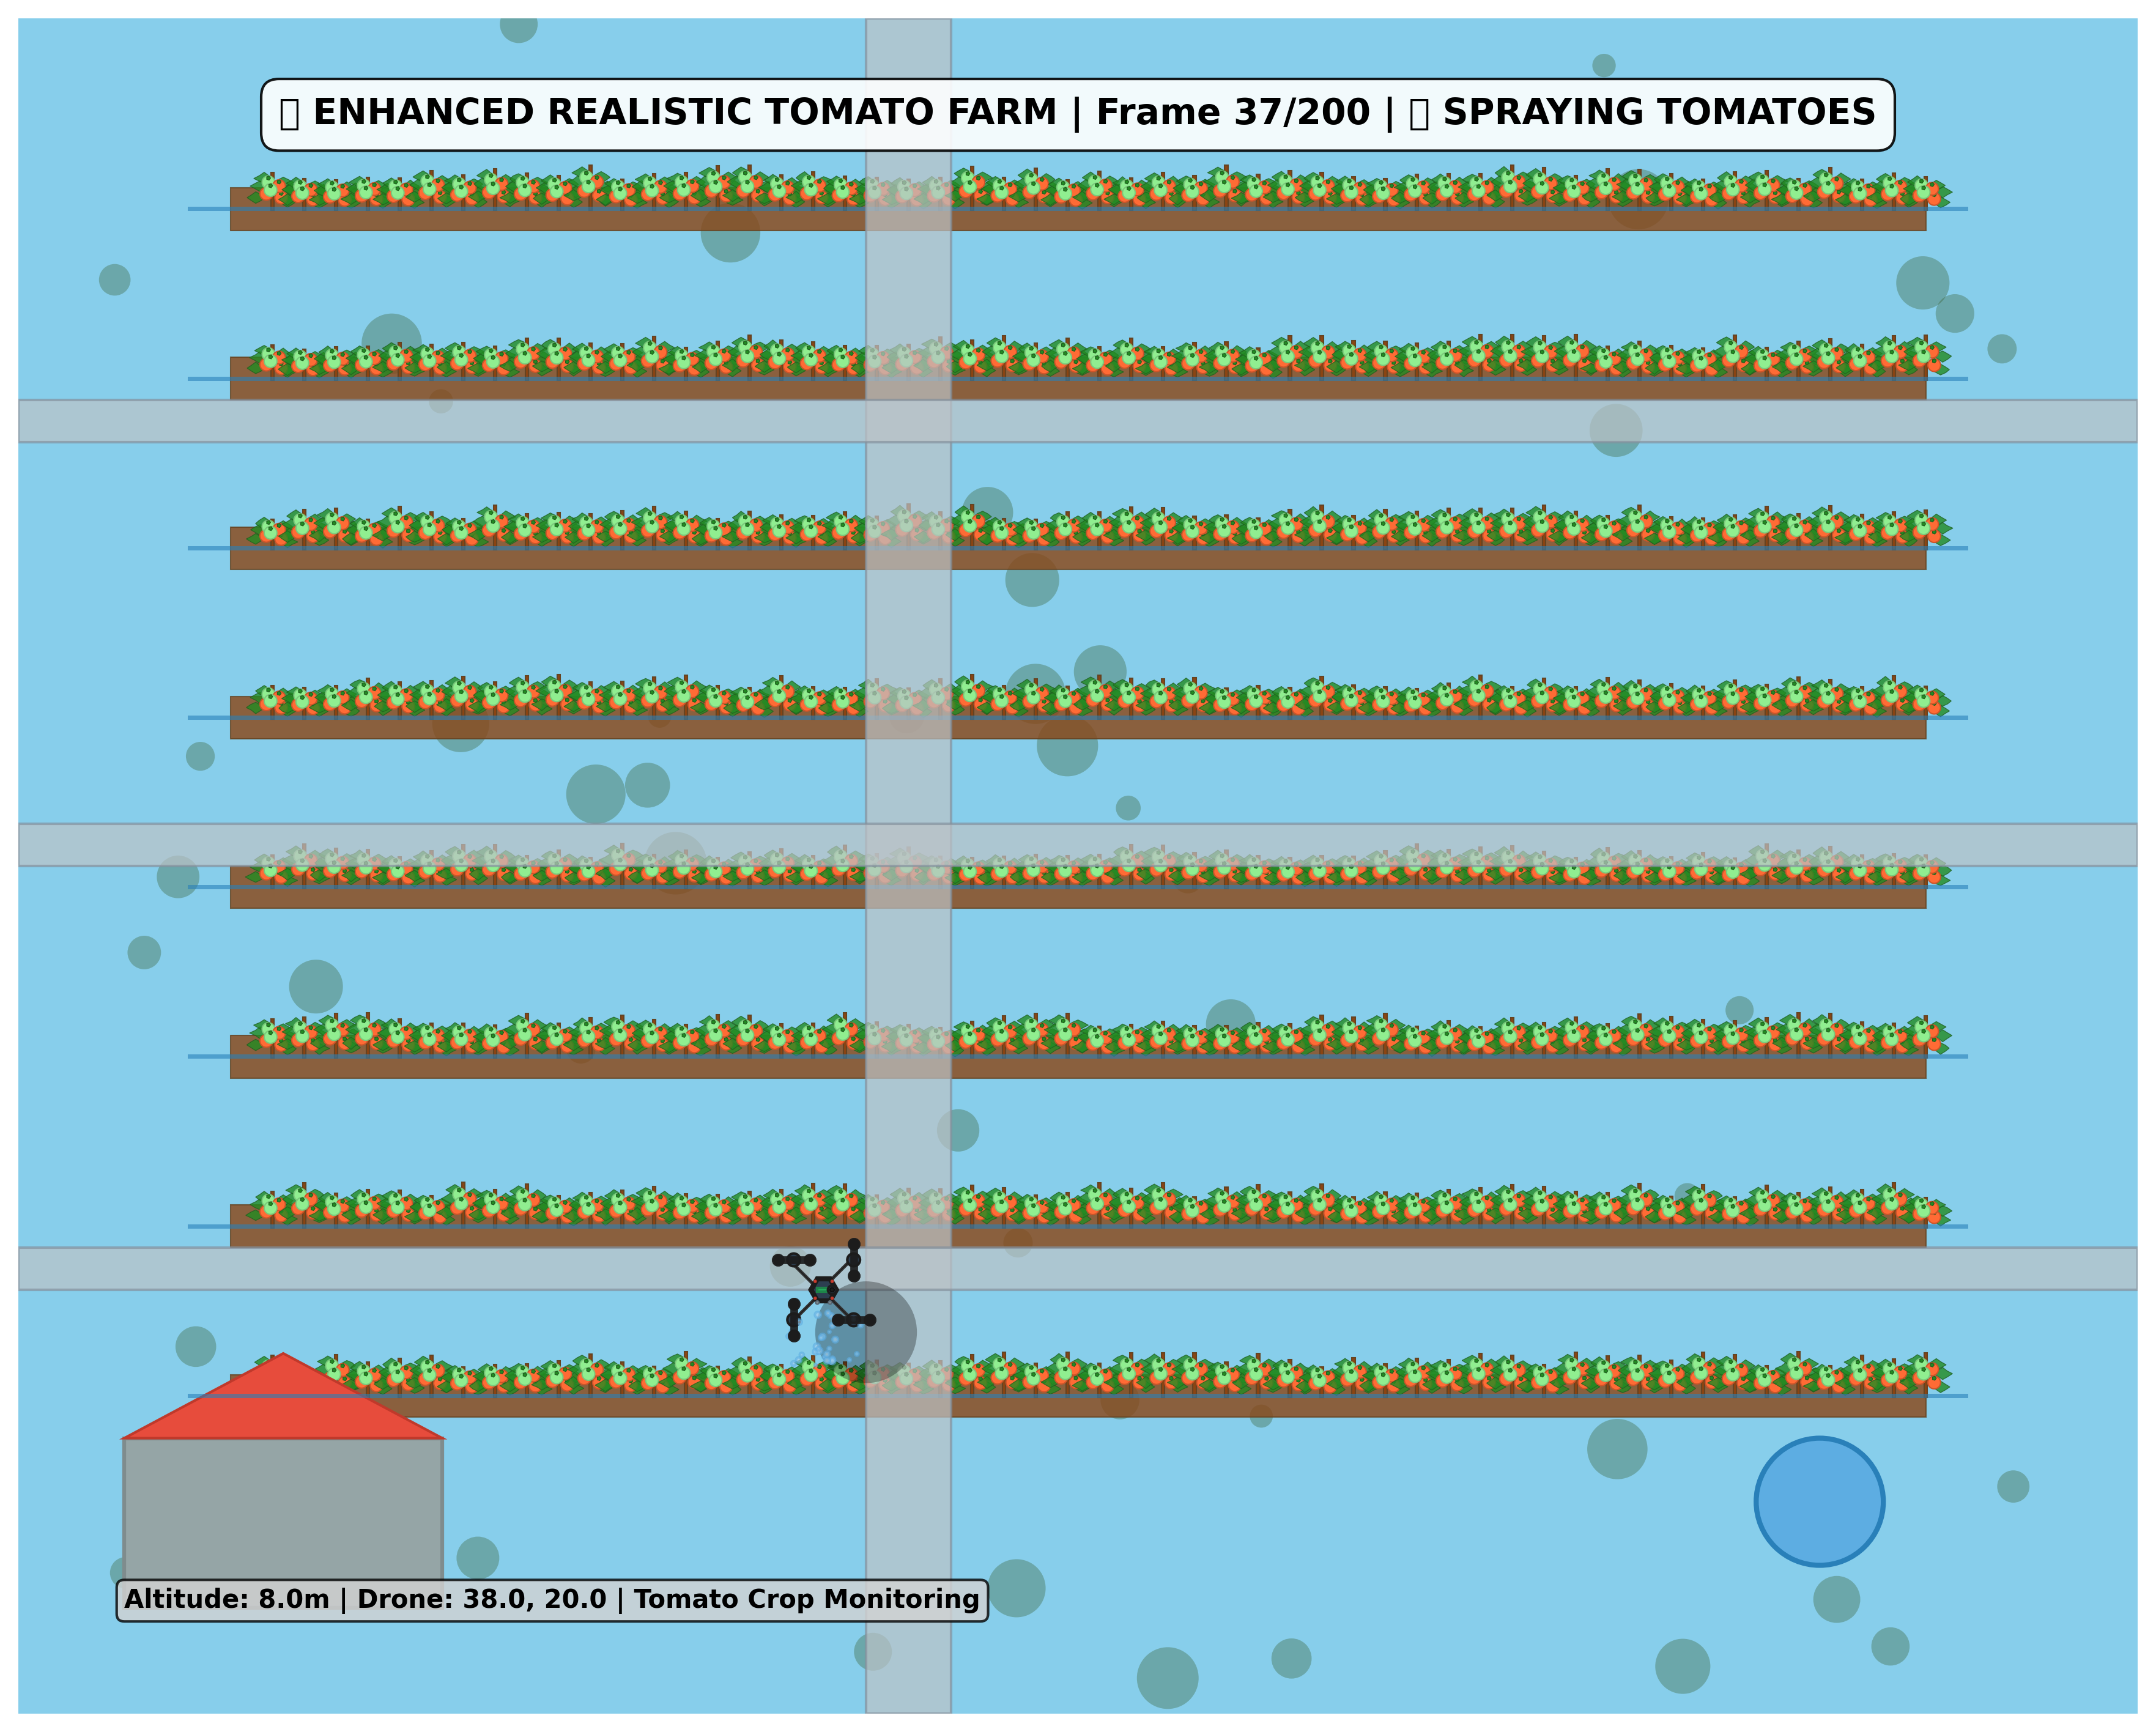 ▯ ENHANCED REALISTIC TOMATO FARM | Frame 37/200 | ▯ SPRAYING TOMATOES
Altitude: 8.0m | Drone: 38.0, 20.0 | Tomato Crop Monitoring